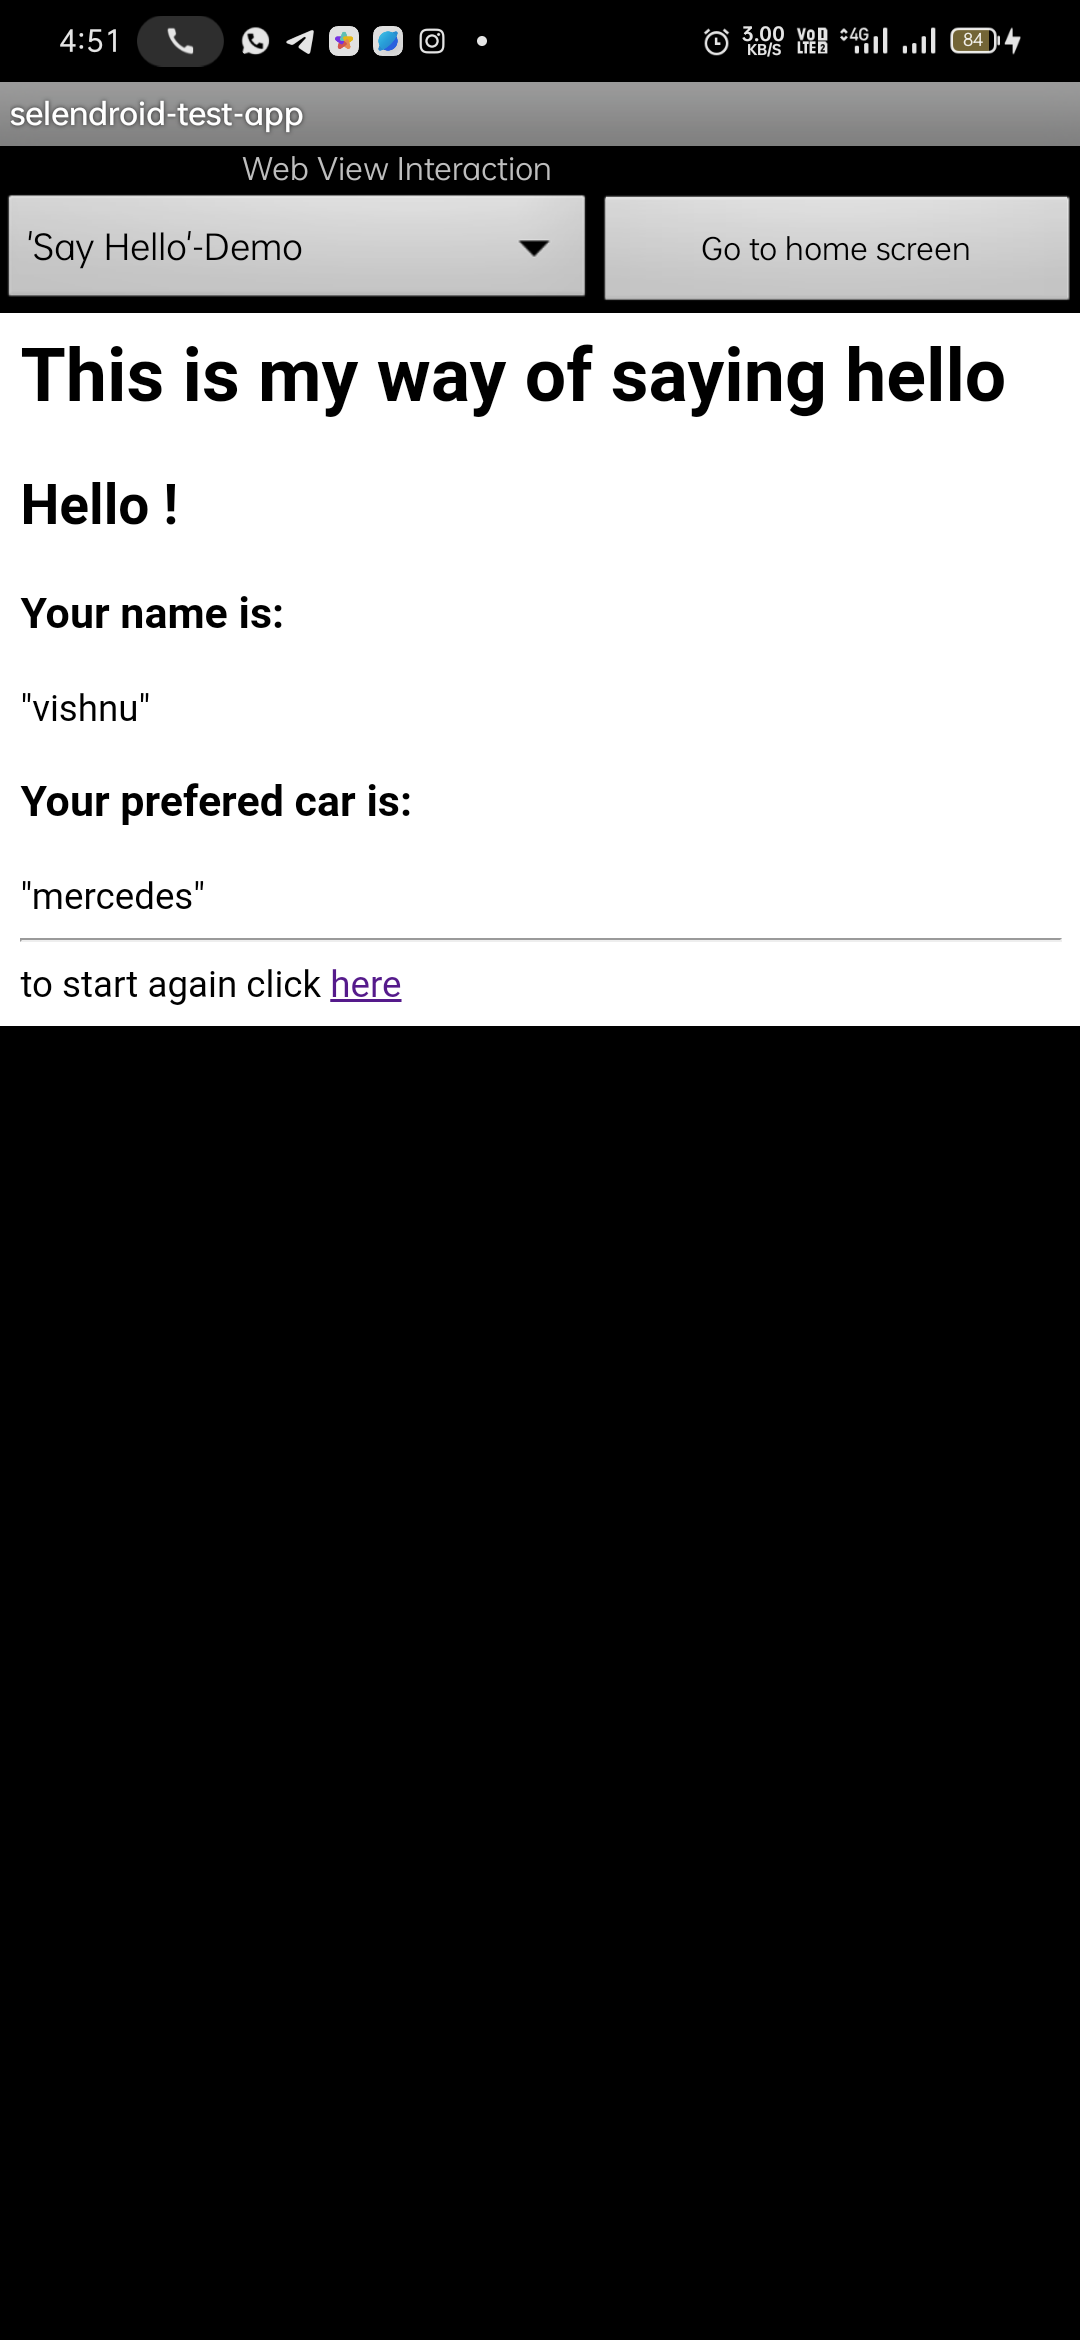 4:51 3.00 KB/S VoD LTE 2 4G 84
selendroid-test-app
Web View Interaction
'Say Hello'-Demo Go to home screen
This is my way of saying hello
Hello !
Your name is:
"vishnu"
Your prefered car is:
"mercedes"
to start again click here